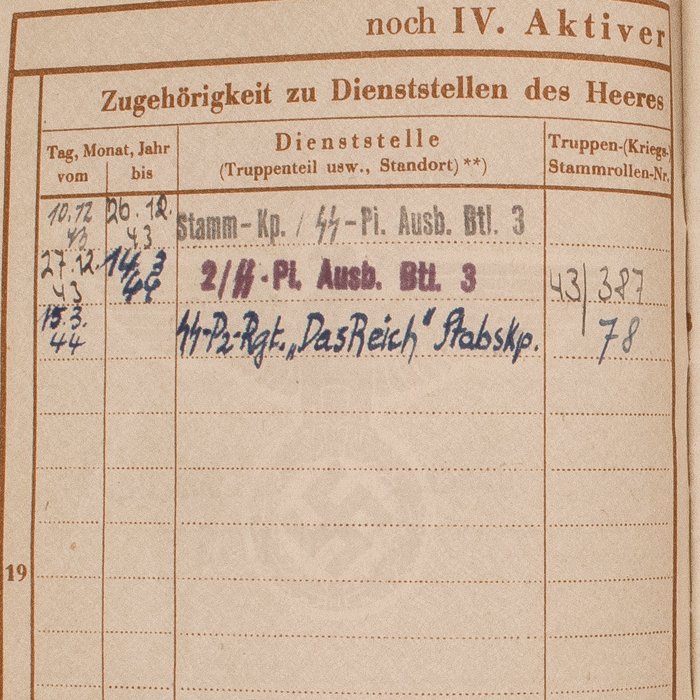 noch IV. Aktiver
Zugehörigkeit zu Dienststellen des Heeres
Tag, Monat, Jahr
vom bis
Dienststelle
(Truppenteil usw., Standort) **)
Truppen-(Kriegs-)
Stammrollen-Nr.
10.12 43 26.12. 43 Stamm-Kp. / ᛋᛋ-Pi. Ausb. Btl. 3
27.12. 43 14.3 44 2/ᛋᛋ-Pi. Ausb. Btl. 3 43/387
15.3. 44 ᛋᛋ-Pz-Rgt. „Das Reich" Stabskp. 78
19